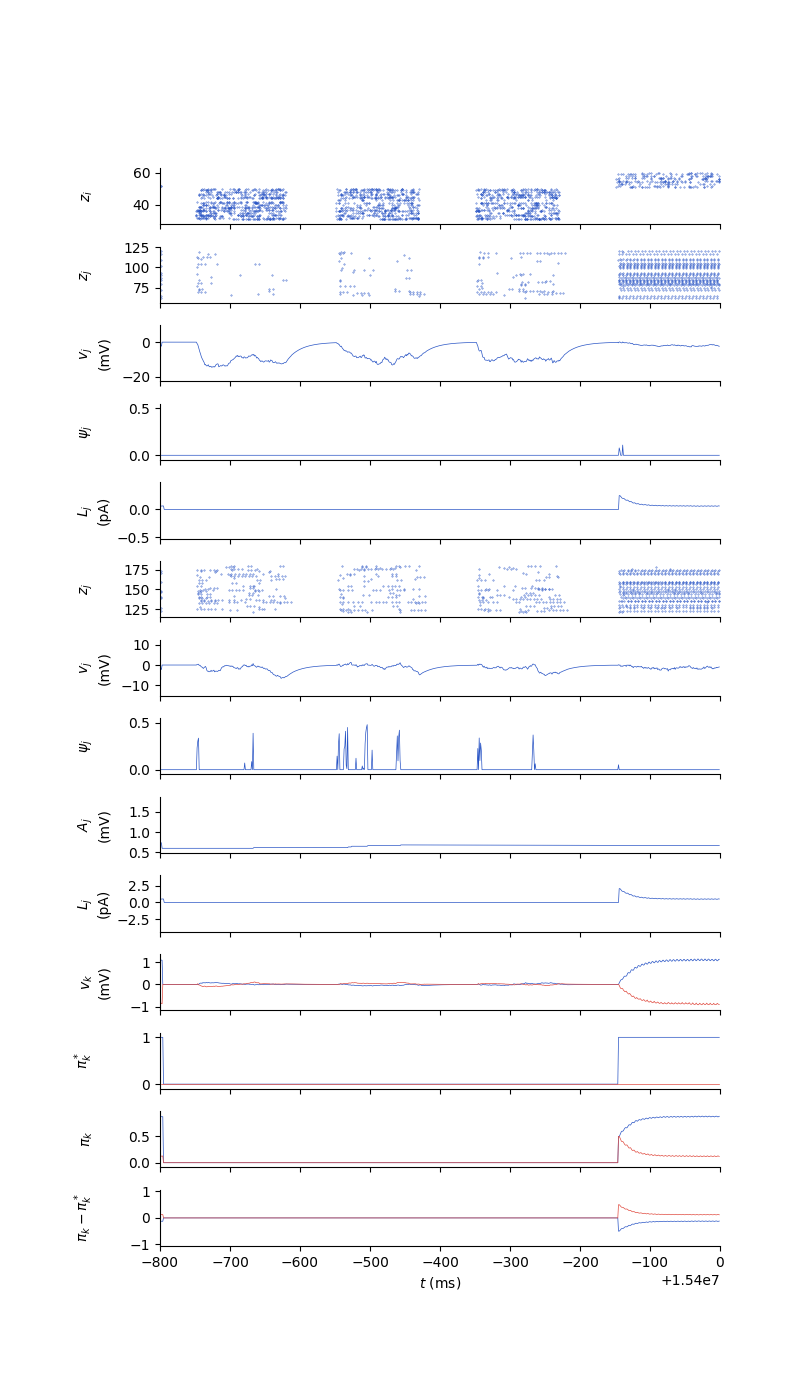 60
40
z_i
125
100
75
z_j
0
−20
v_j
(mV)
0.5
0.0
ψ_j
0.0
−0.5
L_j
(pA)
175
150
125
z_j
10
0
−10
v_j
(mV)
0.5
0.0
ψ_j
1.5
1.0
0.5
A_j
(mV)
2.5
0.0
−2.5
L_j
(pA)
1
0
−1
v_k
(mV)
1
0
π_k^*
0.5
0.0
π_k
1
0
−1
π_k − π_k^*
−800 −700 −600 −500 −400 −300 −200 −100 0
t (ms)
+1.54e7